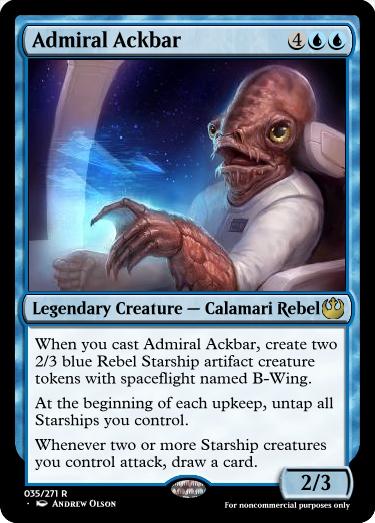 Admiral Ackbar 4
Legendary Creature — Calamari Rebel
When you cast Admiral Ackbar, create two
2/3 blue Rebel Starship artifact creature
tokens with spaceflight named B-Wing.
At the beginning of each upkeep, untap all
Starships you control.
Whenever two or more Starship creatures
you control attack, draw a card.
2/3
035/271 R
· Andrew Olson
For noncommercial purposes only